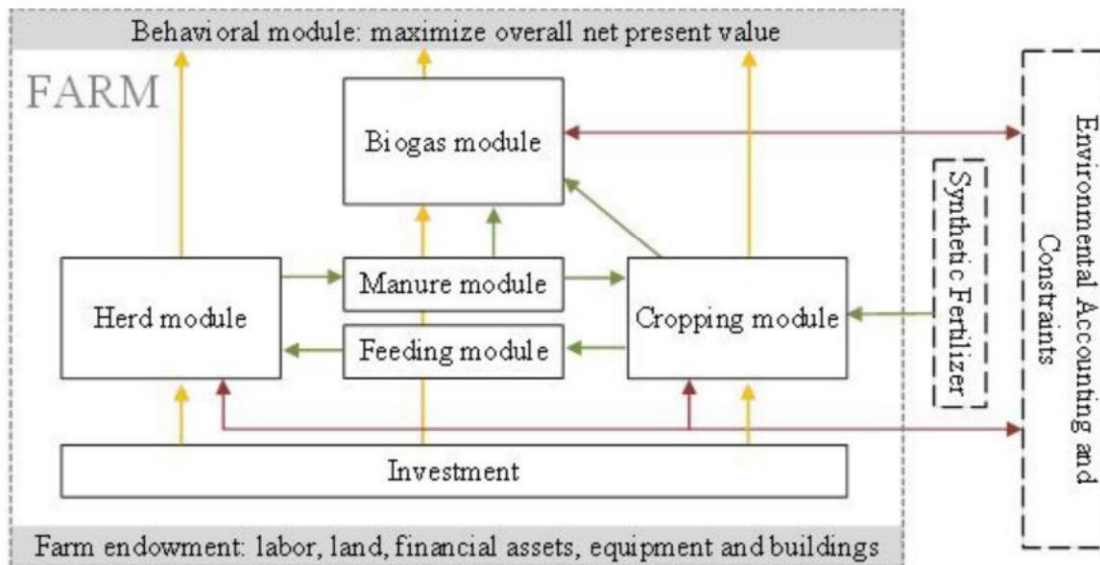 Behavioral module: maximize overall net present value
FARM
Biogas module
Herd module
Manure module
Feeding module
Cropping module
Investment
Farm endowment: labor, land, financial assets, equipment and buildings
Synthetic Fertilizer
Environmental Accounting and
Constraints